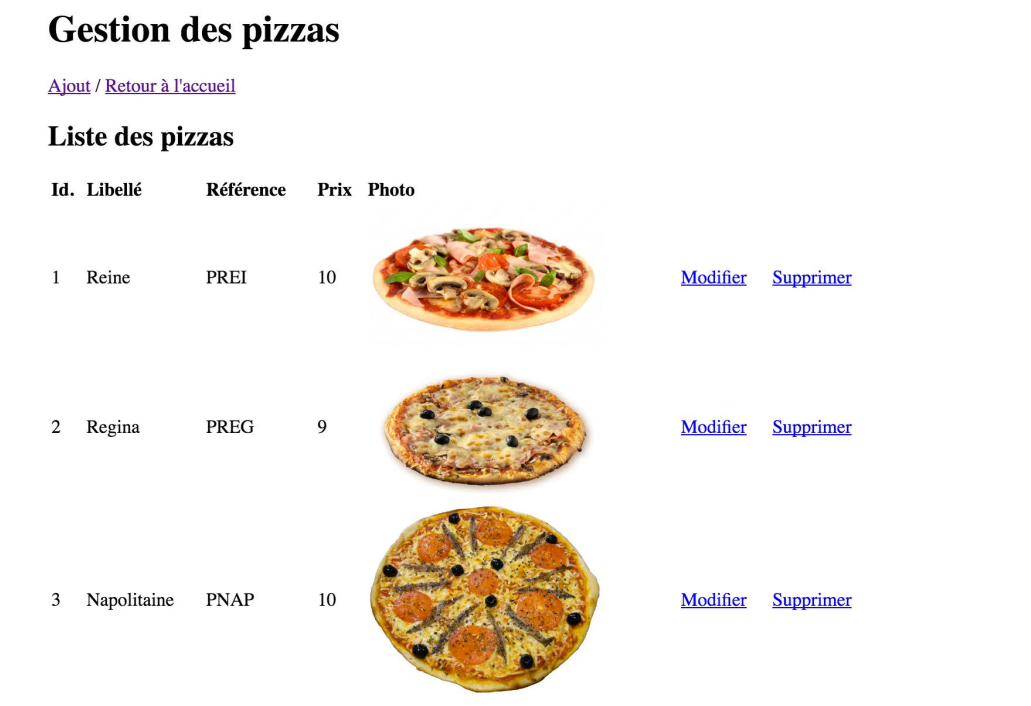 Gestion des pizzas
Ajout / Retour à l'accueil
Liste des pizzas
Id. Libellé Référence Prix Photo
1 Reine PREI 10 Modifier Supprimer
2 Regina PREG 9 Modifier Supprimer
3 Napolitaine PNAP 10 Modifier Supprimer